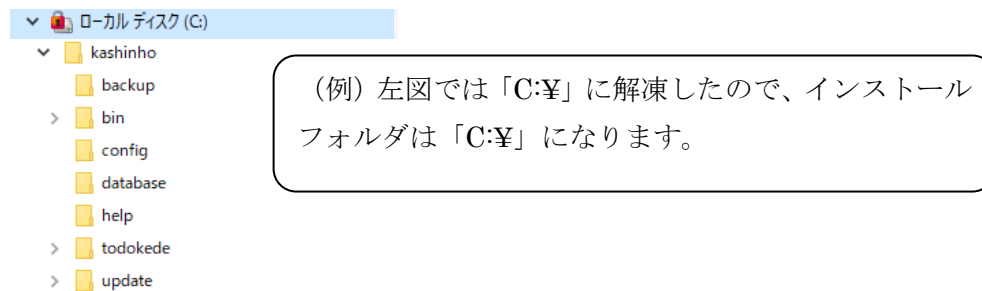 ローカル ディスク (C:)
kashinho
backup
bin
config
database
help
todokede
update
(例)左図では「C:¥」に解凍したので、インストール
フォルダは「C:¥」になります。